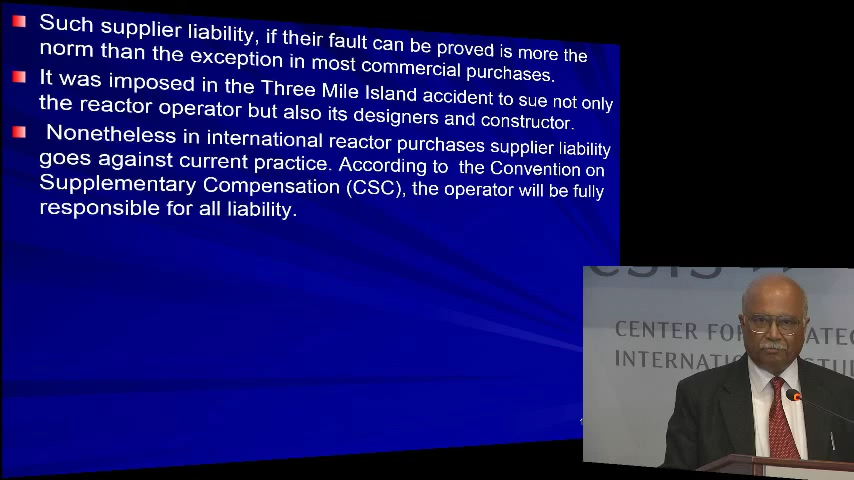 Such supplier liability, if their fault can be proved is more the
norm than the exception in most commercial purchases.
It was imposed in the Three Mile Island accident to sue not only
the reactor operator but also its designers and constructor.
Nonetheless in international reactor purchases supplier liability
goes against current practice. According to the Convention on
Supplementary Compensation (CSC), the operator will be fully
responsible for all liability.
CSIS
CENTER FOR
INTERNATIONAL STUD